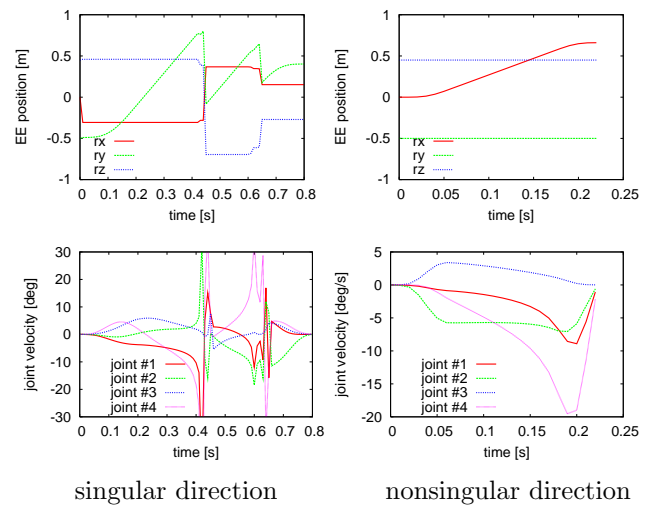 EE position [m]
1
0.5
0
-0.5
-1
rx
ry
rz
0 0.1 0.2 0.3 0.4 0.5 0.6 0.7 0.8
time [s]
EE position [m]
1
0.5
0
-0.5
-1
rx
ry
rz
0 0.05 0.1 0.15 0.2 0.25
time [s]
joint velocity [deg]
30
20
10
0
-10
-20
-30
joint #1
joint #2
joint #3
joint #4
0 0.1 0.2 0.3 0.4 0.5 0.6 0.7 0.8
time [s]
joint velocity [deg/s]
5
0
-5
-10
-15
-20
joint #1
joint #2
joint #3
joint #4
0 0.05 0.1 0.15 0.2 0.25
time [s]
singular direction
nonsingular direction